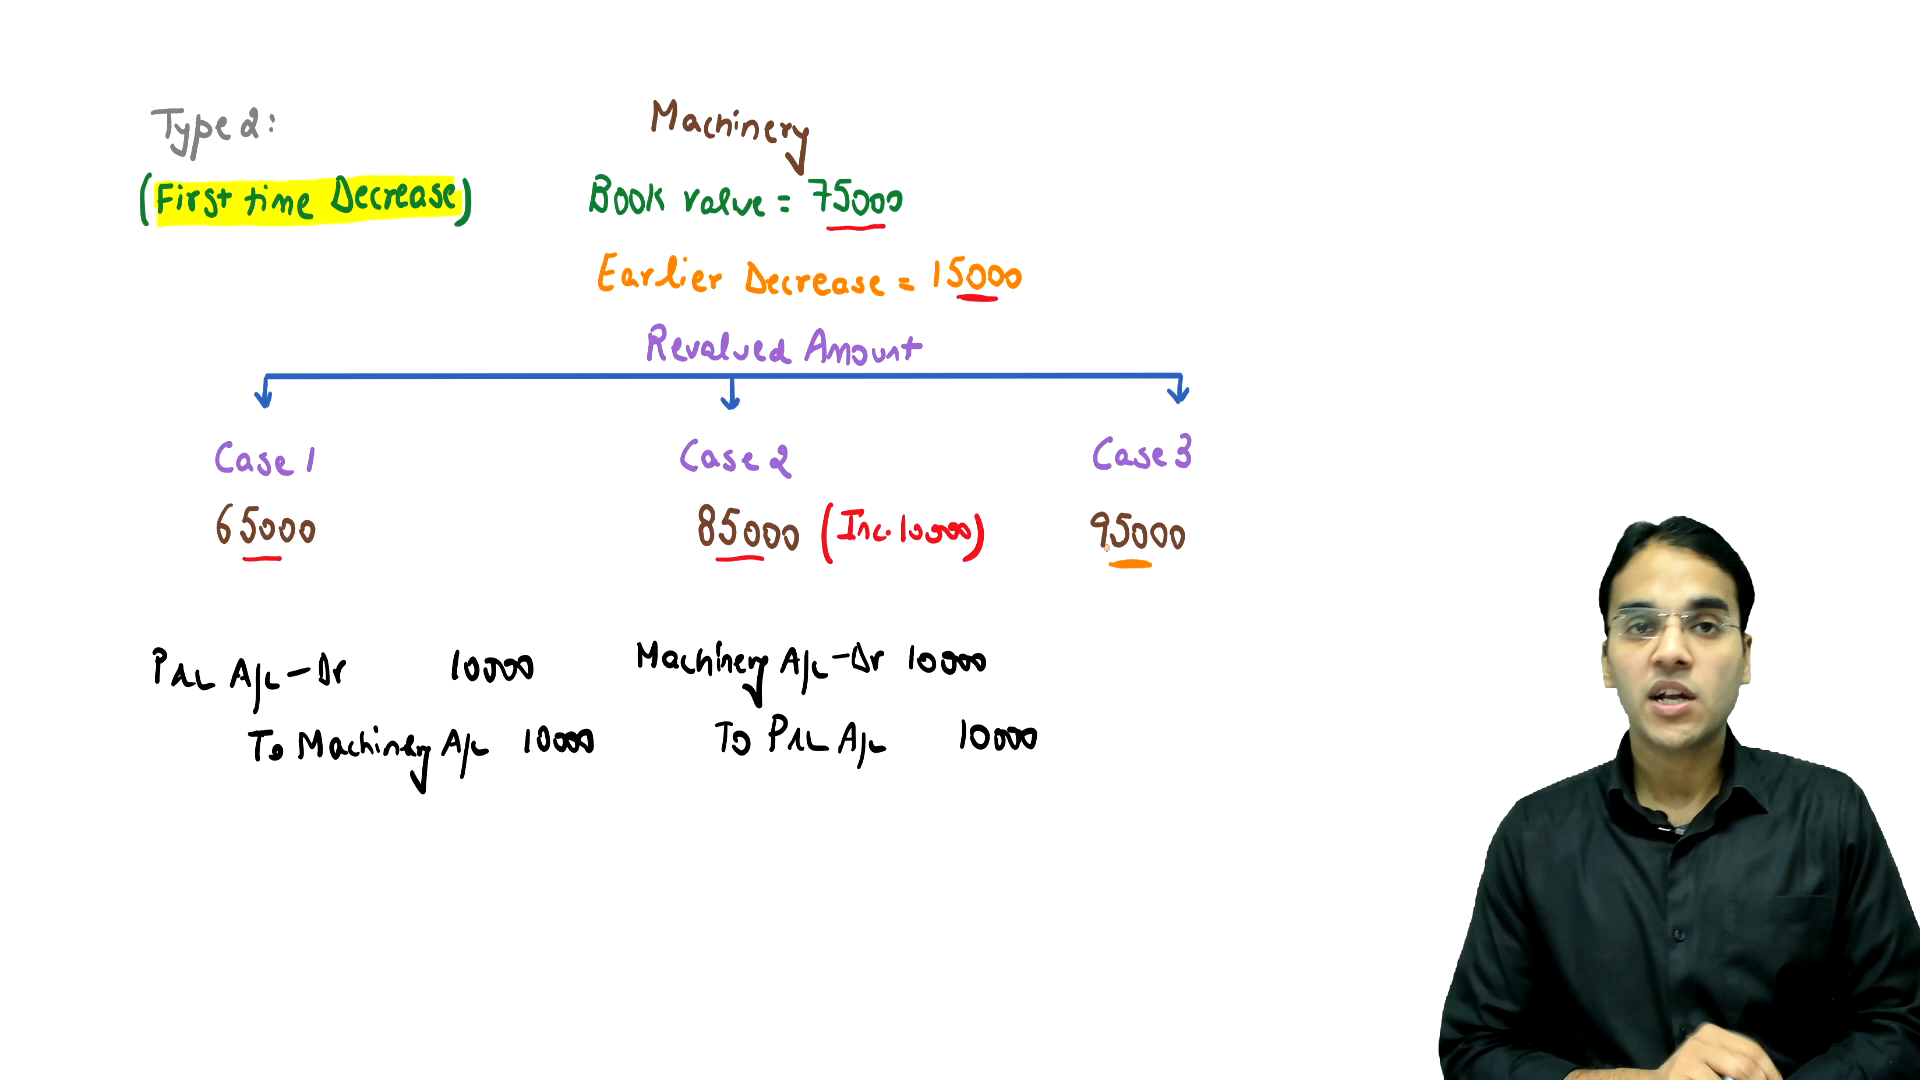 Type 2:
(First time Decrease)
Machinery
Book value = 75000
Earlier Decrease = 15000
Revalued Amount
Case 1
Case 2
Case 3
65000
85000 (Inc. 10000)
95000
P&L A/c - Dr 10000
To Machinery A/c 10000
Machinery A/c - Dr 10000
To P&L A/c 10000